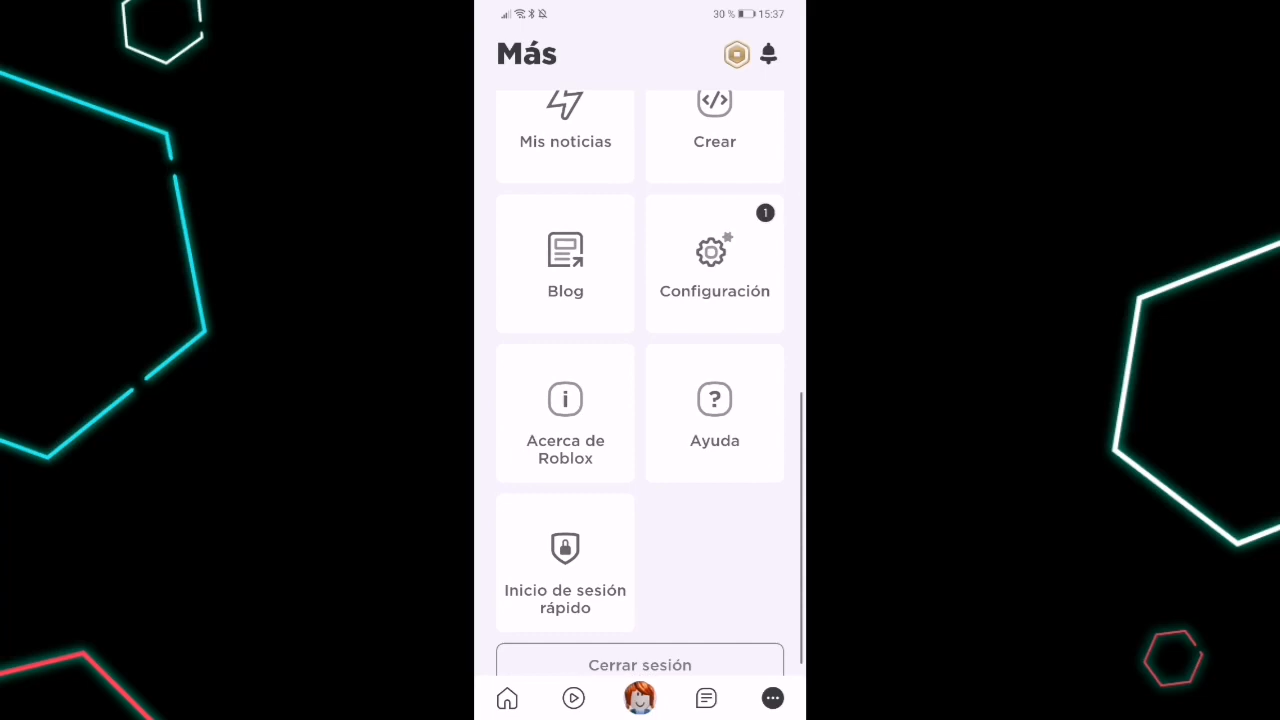 30 % 15:37
Más
Mis noticias
Crear
1
Blog
Configuración
Acerca de
Roblox
Ayuda
Inicio de sesión
rápido
Cerrar sesión